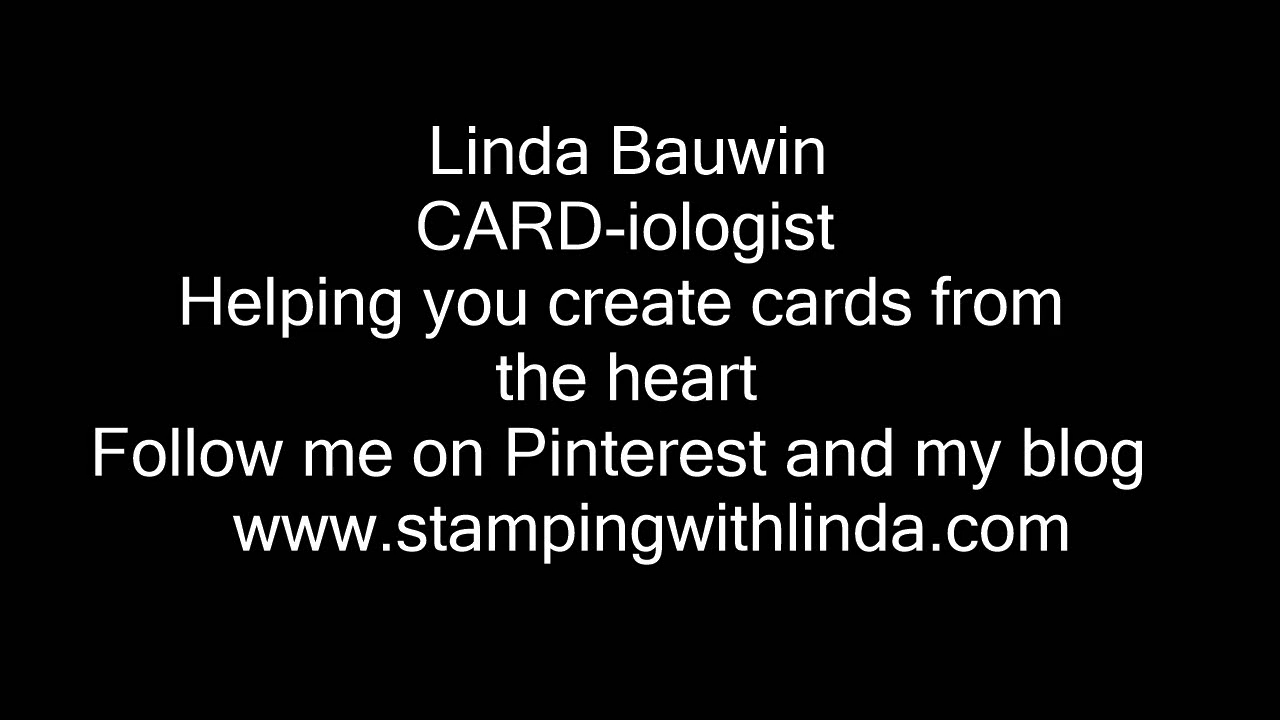 Linda Bauwin
CARD-iologist
Helping you create cards from
the heart
Follow me on Pinterest and my blog
www.stampingwithlinda.com